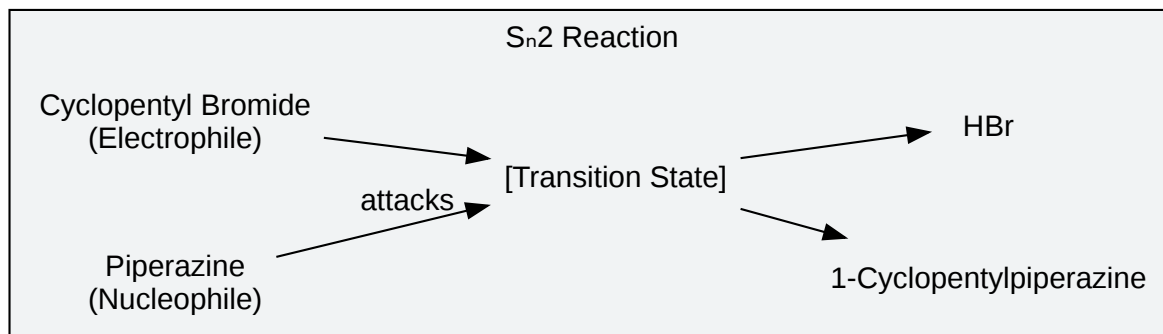 Sₙ2 Reaction
Cyclopentyl Bromide
(Electrophile)
HBr
[Transition State]
attacks
Piperazine
(Nucleophile)
1-Cyclopentylpiperazine